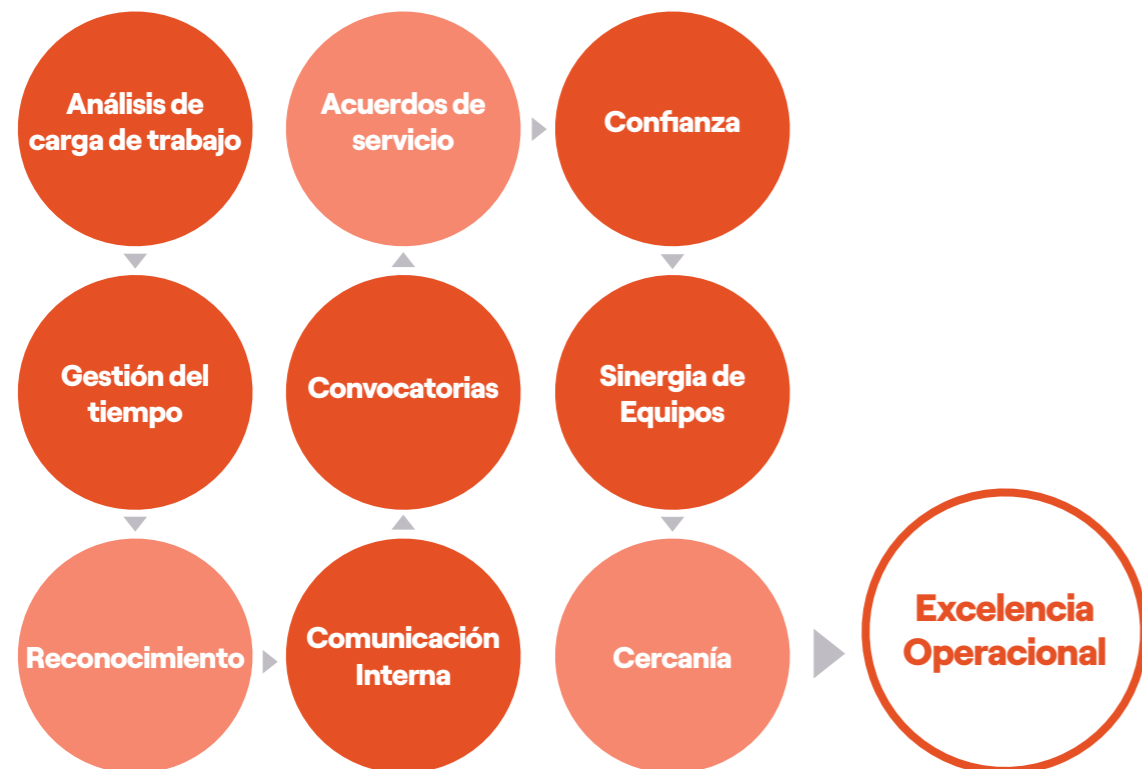 Análisis de
carga de trabajo
Gestión del
tiempo
Reconocimiento
Comunicación
Interna
Convocatorias
Acuerdos de
servicio
Confianza
Sinergia de
Equipos
Cercanía
Excelencia
Operacional